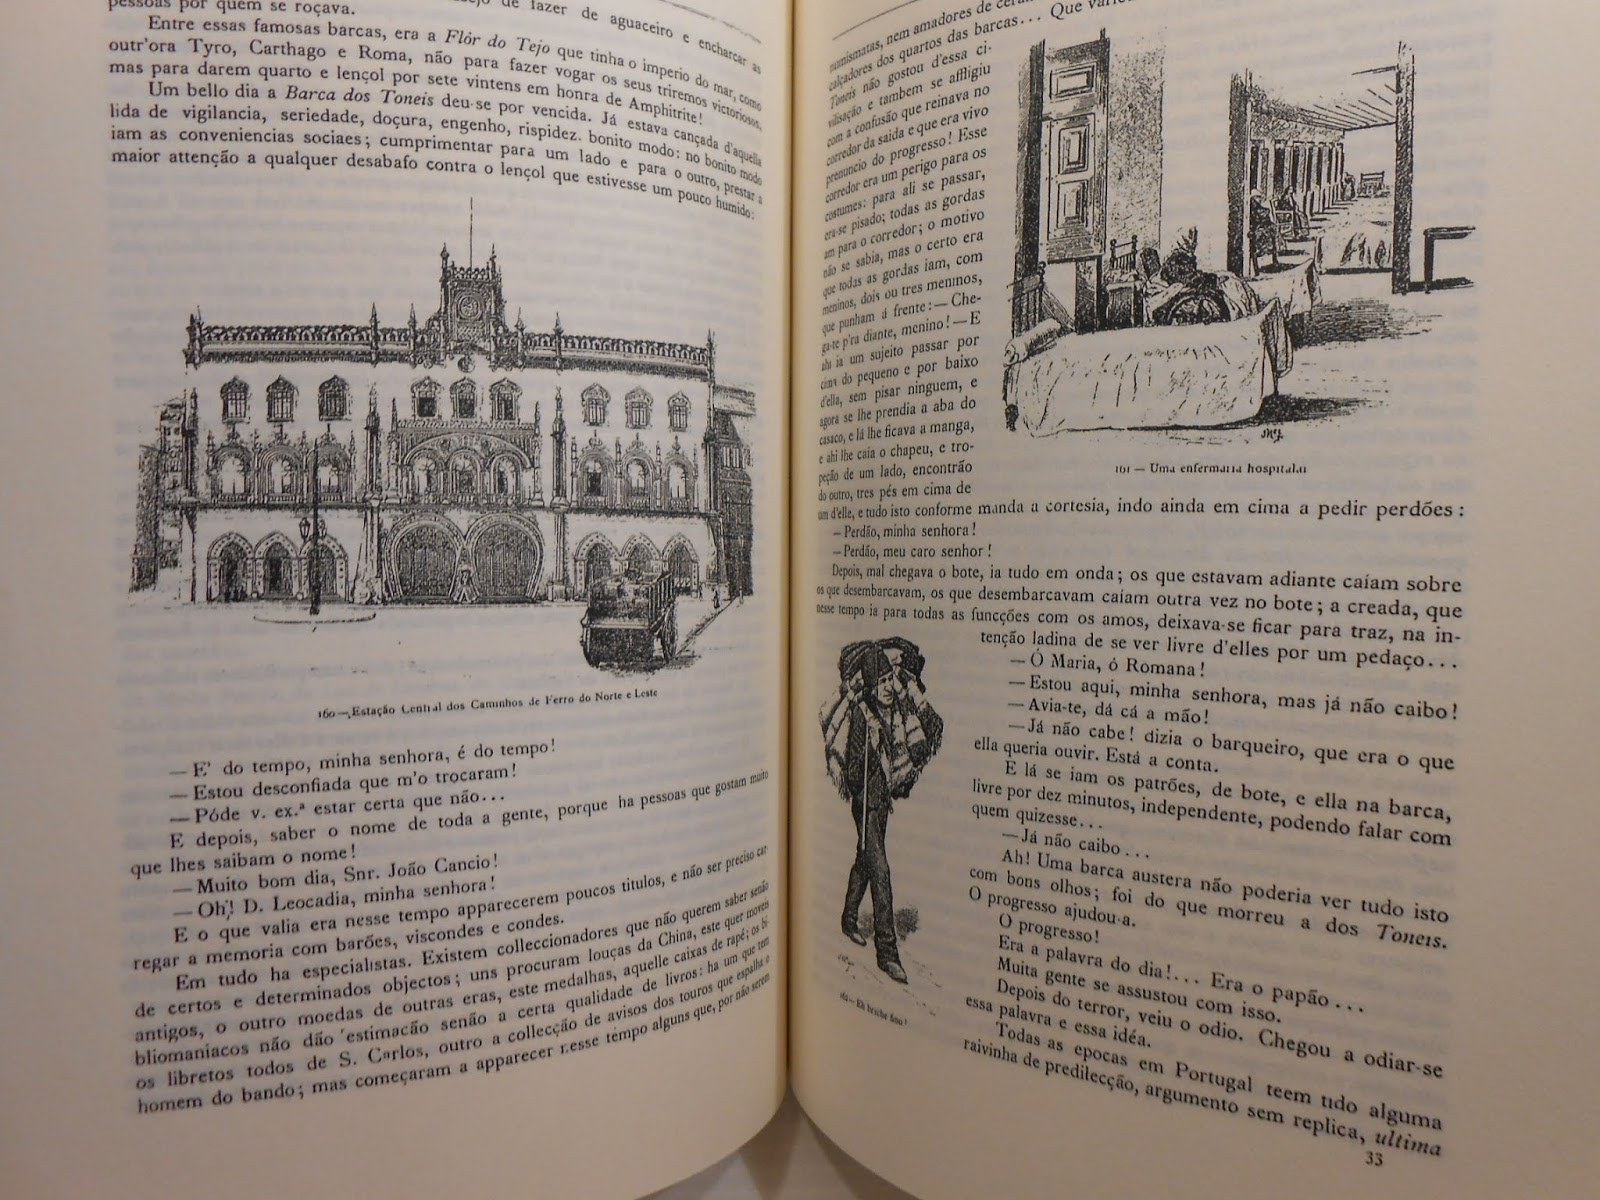 pessoas por quem se roçava.
de fazer de aguaceiro e encharcar as
Entre essas famosas barcas, era a Flôr do Tejo que tinha o imperio do mar, como
outr'ora Tyro, Carthago e Roma, não para fazer vogar os seus triremos victoriosos,
mas para darem quarto e lençol por sete vintens em honra de Amphitrite!
Um bello dia a Barca dos Toneis deu-se por vencida. Já estava cançada d'aquella
lida de vigilancia, seriedade, doçura, engenho, rispidez. bonito modo: no bonito modo
iam as conveniencias sociaes; cumprimentar para um lado e para o outro, prestar a
maior attenção a qualquer desabafo contra o lençol que estivesse um pouco humido:
160 — Estação Central dos Caminhos de Ferro do Norte e Leste
— E' do tempo, minha senhora, é do tempo!
— Estou desconfiada que m'o trocaram!
— Póde v. ex.ª estar certa que não...
E depois, saber o nome de toda a gente, porque ha pessoas que gostam muito
que lhes saibam o nome!
— Muito bom dia, Snr. João Cancio!
— Oh! D. Leocadia, minha senhora!
E o que valia era nesse tempo apparecerem poucos titulos, e não ser preciso car-
regar a memoria com barões, viscondes e condes.
Em tudo ha especialistas. Existem colleccionadores que não querem saber senão
de certos e determinados objectos; uns procuram louças da China, este quer moveis
antigos, o outro moedas de outras eras, este medalhas, aquelle caixas de rapé; os bi-
bliomaniacos não dão estimacão senão a certa qualidade de livros: ha um que tem
os libretos todos de S. Carlos, outro a collecção de avisos dos touros que espalha o
homem do bando; mas começaram a apparecer nesse tempo alguns que, por não serem
numismatas, nem amadores de
calçadores dos quartos das barcas... Que
Toneis não gostou d'essa ci-
vilisação e tambem se affligiu
com a confusão que reinava no
corredor da saida e que era vivo
prenuncio do progresso! Esse
corredor era um perigo para os
costumes: para ali se passar,
era-se pisado; todas as gordas
am para o corredor; o motivo
não se sabia, mas o certo era
que todas as gordas iam, com
meninos, dois ou tres meninos,
que punham á frente: — Che-
ga-te p'ra diante, menino! — E
ahi ia um sujeito passar por
cima do pequeno e por baixo
d'ella, sem pisar ninguem, e
agora se lhe prendia a aba do
casaco, e lá lhe ficava a manga,
e ahi lhe caía o chapeu, e tro-
peção de um lado, encontrão
do outro, tres pés em cima de
um d'elle, e tudo isto conforme manda a cortesia, indo ainda em cima a pedir perdões:
161 — Uma enfermaria hospitalar
— Perdão, minha senhora!
— Perdão, meu caro senhor!
Depois, mal chegava o bote, ia tudo em onda; os que estavam adiante caíam sobre
os que desembarcavam, os que desembarcavam caíam outra vez no bote; a creada, que
nesse tempo ia para todas as funcções com os amos, deixava-se ficar para traz, na in-
tenção ladina de se ver livre d'elles por um pedaço...
— Ó Maria, ó Romana!
— Estou aqui, minha senhora, mas já não caibo!
— Avia-te, dá cá a mão!
— Já não cabe! dizia o barqueiro, que era o que
ella queria ouvir. Está a conta.
E lá se iam os patrões, de bote, e ella na barca,
livre por dez minutos, independente, podendo falar com
quem quizesse...
— Já não caibo...
Ah! Uma barca austera não poderia ver tudo isto
com bons olhos; foi do que morreu a dos Toneis.
O progresso ajudou-a.
O progresso!
Era a palavra do dia!... Era o papão...
Muita gente se assustou com isso.
Depois do terror, veiu o odio. Chegou a odiar-se
essa palavra e essa idéa.
Todas as epocas em Portugal teem tido alguma
raivinha de predilecção, argumento sem replica, ultima
33